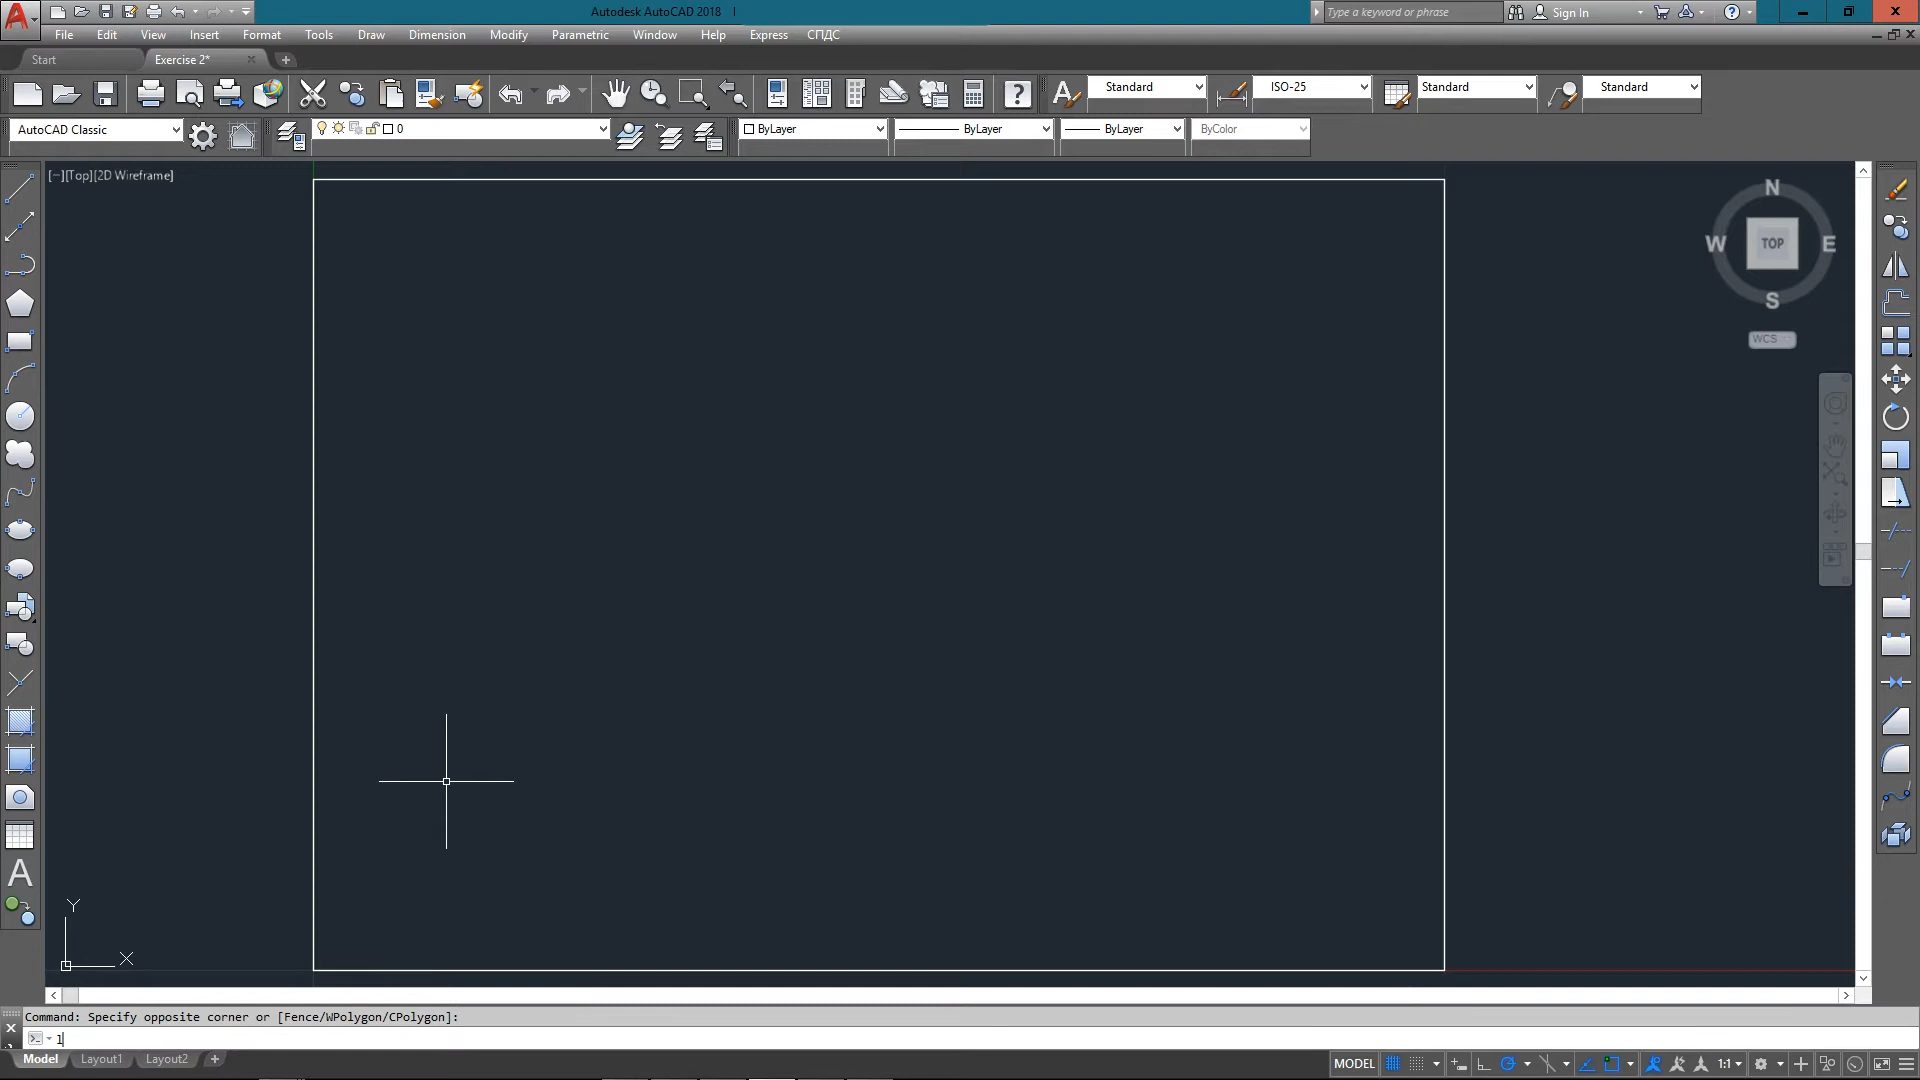 Autodesk AutoCAD 2018 I
Type a keyword or phrase
Sign In
File Edit View Insert Format Tools Draw Dimension Modify Parametric Window Help Express СПДС
Start Exercise 2*
Standard ISO-25 Standard Standard
AutoCAD Classic 0 ByLayer ByLayer ByLayer ByColor
[−][Top][2D Wireframe]
N
W TOP E
S
WCS
A
Y
X
Command: Specify opposite corner or [Fence/WPolygon/CPolygon]:
l
Model Layout1 Layout2 +
MODEL 1:1